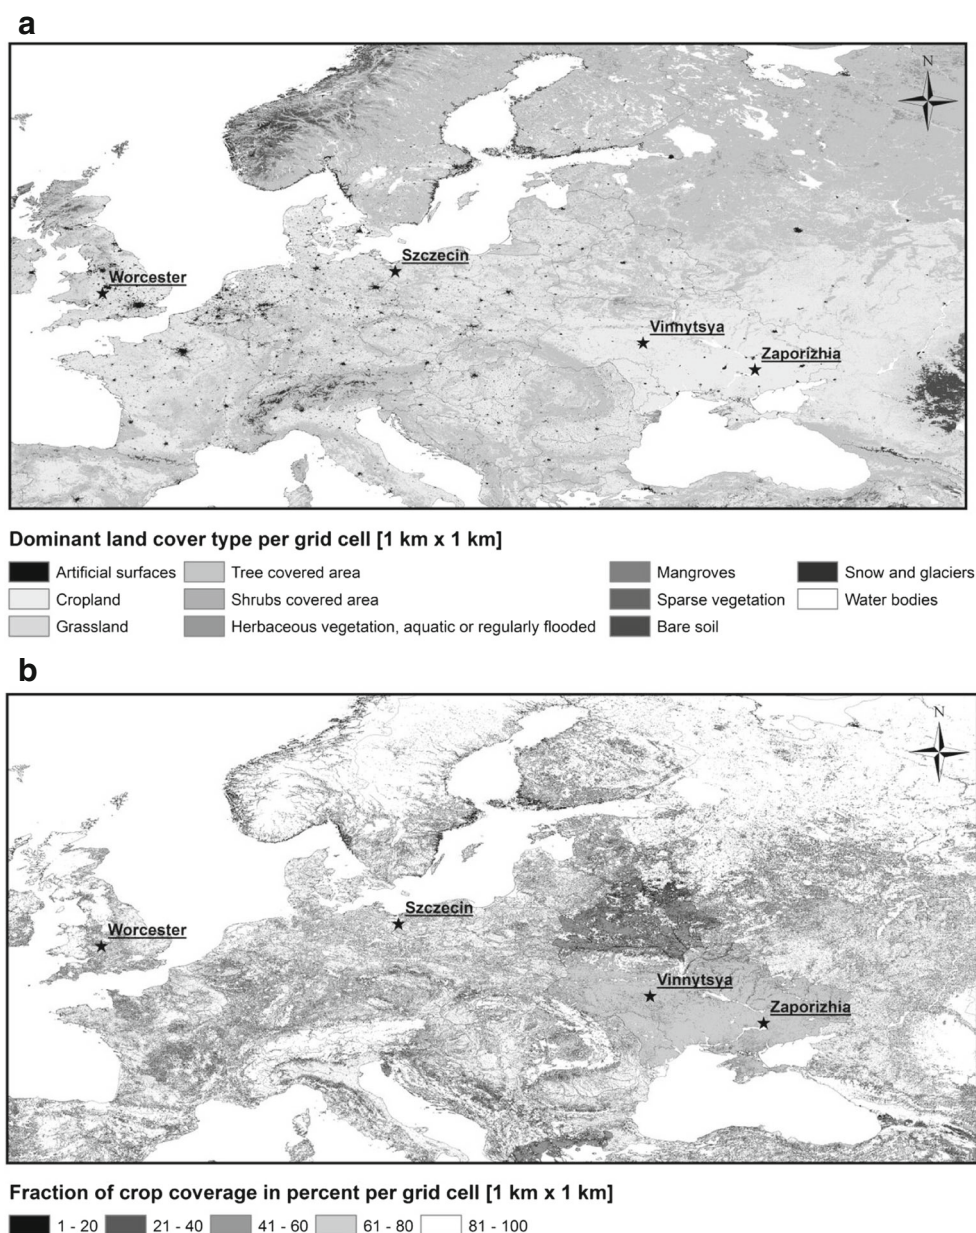 a
N
Szczecin
Worcester
Vinnytsya
Zaporizhia
Dominant land cover type per grid cell [1 km x 1 km]
Artificial surfaces Tree covered area Mangroves Snow and glaciers
Cropland Shrubs covered area Sparse vegetation Water bodies
Grassland Herbaceous vegetation, aquatic or regularly flooded Bare soil
b
N
Szczecin
Worcester
Vinnytsya
Zaporizhia
Fraction of crop coverage in percent per grid cell [1 km x 1 km]
1 - 20 21 - 40 41 - 60 61 - 80 81 - 100